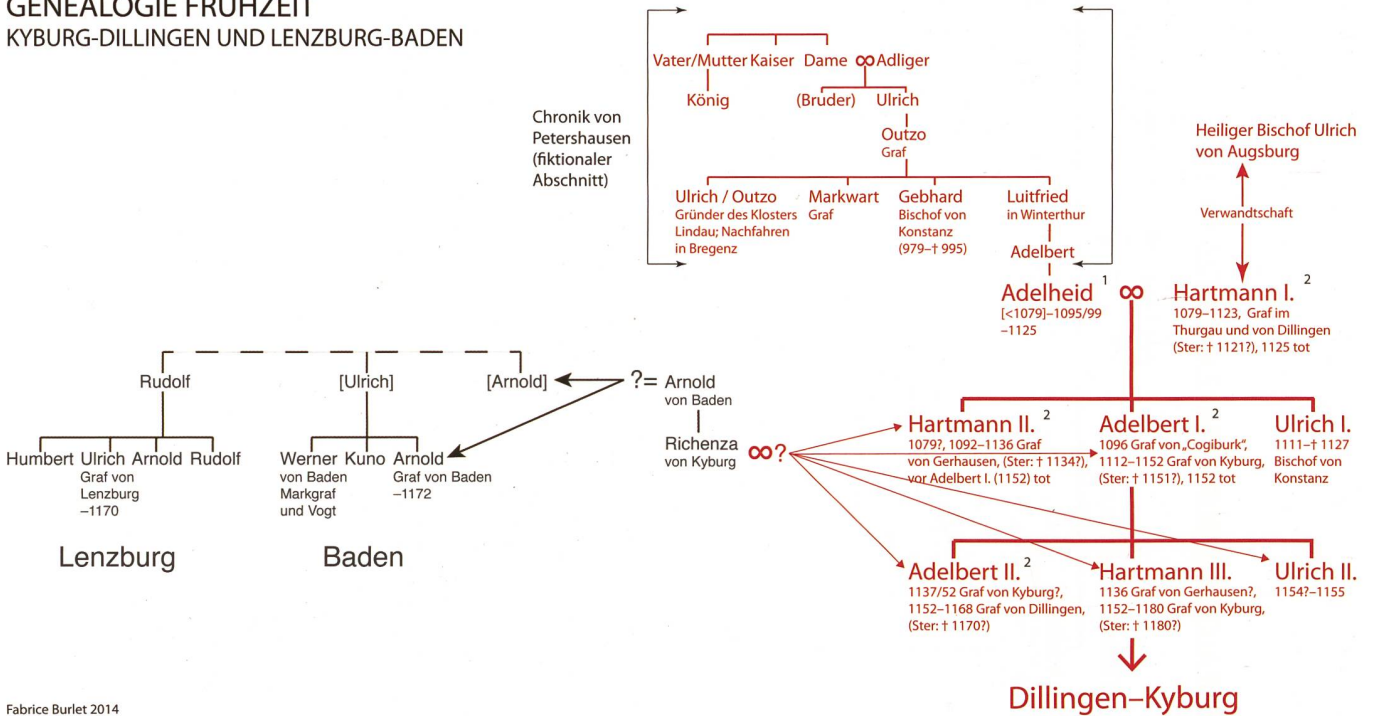 GENEALOGIE FRÜHZEIT
KYBURG-DILLINGEN UND LENZBURG-BADEN
Vater/Mutter Kaiser Dame ∞ Adliger
König
(Bruder) Ulrich
Outzo
Graf
Chronik von
Petershausen
(fiktionaler
Abschnitt)
Ulrich / Outzo
Gründer des Klosters
Lindau; Nachfahren
in Bregenz
Markwart
Graf
Gebhard
Bischof von
Konstanz
(979–† 995)
Luitfried
in Winterthur
Adelbert
Heiliger Bischof Ulrich
von Augsburg
Verwandtschaft
Adelheid 1
[<1079]–1095/99
–1125
∞
Hartmann I. 2
1079–1123, Graf im
Thurgau und von Dillingen
(Ster: † 1121?), 1125 tot
Rudolf
[Ulrich]
[Arnold]
?= Arnold
von Baden
Richenza
von Kyburg
∞?
Humbert Ulrich Arnold Rudolf
Graf von
Lenzburg
–1170
Werner Kuno Arnold
von Baden
Markgraf
und Vogt
Graf von Baden
–1172
Lenzburg
Baden
Hartmann II. 2
1079?, 1092–1136 Graf
von Gerhausen, (Ster: † 1134?),
vor Adelbert I. (1152) tot
Adelbert I. 2
1096 Graf von „Cogiburk“,
1112–1152 Graf von Kyburg,
(Ster: † 1151?), 1152 tot
Ulrich I.
1111–† 1127
Bischof von
Konstanz
Adelbert II. 2
1137/52 Graf von Kyburg?,
1152–1168 Graf von Dillingen,
(Ster: † 1170?)
Hartmann III.
1136 Graf von Gerhausen?,
1152–1180 Graf von Kyburg,
(Ster: † 1180?)
Ulrich II.
1154?–1155
Dillingen–Kyburg
Fabrice Burlet 2014